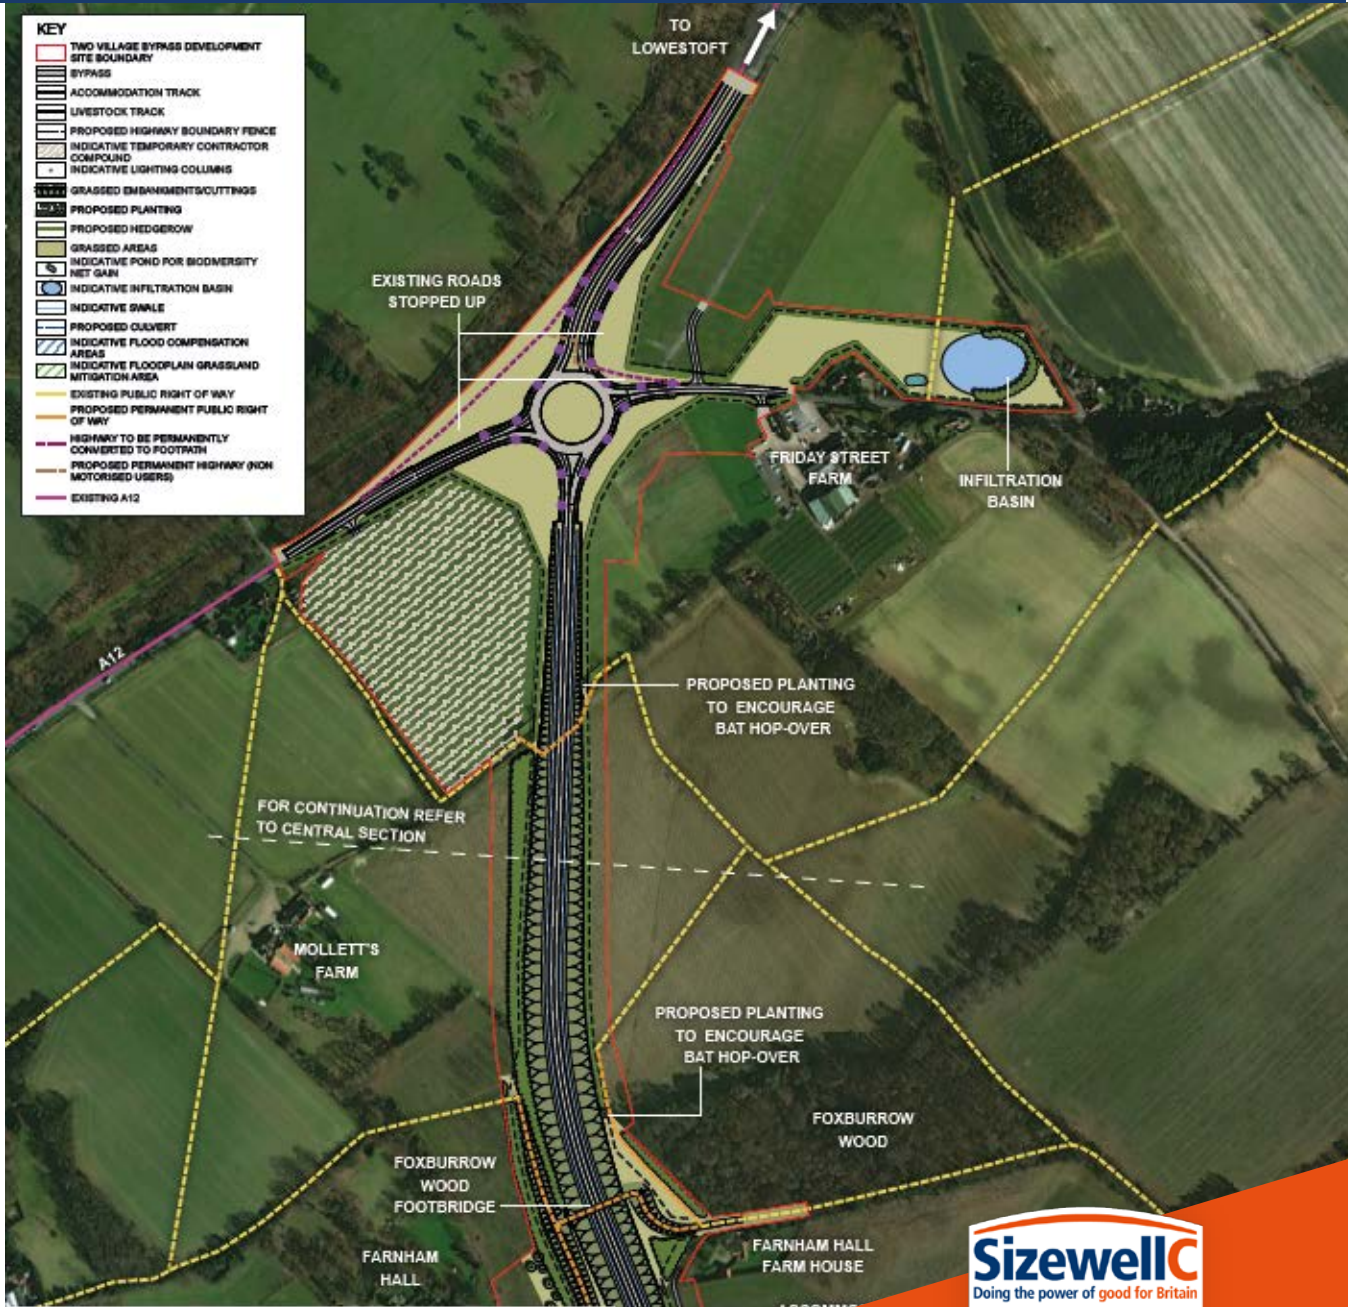 KEY
TWO VILLAGE BYPASS DEVELOPMENT
SITE BOUNDARY
BYPASS
ACCOMMODATION TRACK
LIVESTOCK TRACK
PROPOSED HIGHWAY BOUNDARY FENCE
INDICATIVE TEMPORARY CONTRACTOR
COMPOUND
INDICATIVE LIGHTING COLUMNS
GRASSED EMBANKMENTS/CUTTINGS
PROPOSED PLANTING
PROPOSED HEDGEROW
GRASSED AREAS
INDICATIVE POND FOR BIODIVERSITY
NET GAIN
INDICATIVE INFILTRATION BASIN
INDICATIVE SWALE
PROPOSED CULVERT
INDICATIVE FLOOD COMPENSATION
AREAS
INDICATIVE FLOODPLAIN GRASSLAND
MITIGATION AREA
EXISTING PUBLIC RIGHT OF WAY
PROPOSED PERMANENT PUBLIC RIGHT
OF WAY
HIGHWAY TO BE PERMANENTLY
CONVERTED TO FOOTPATH
PROPOSED PERMANENT HIGHWAY (NON
MOTORISED USERS)
EXISTING A12
TO
LOWESTOFT
EXISTING ROADS
STOPPED UP
FRIDAY STREET
FARM
INFILTRATION
BASIN
A12
PROPOSED PLANTING
TO ENCOURAGE
BAT HOP-OVER
FOR CONTINUATION REFER
TO CENTRAL SECTION
MOLLETT'S
FARM
PROPOSED PLANTING
TO ENCOURAGE
BAT HOP-OVER
FOXBURROW
WOOD
FOXBURROW
WOOD
FOOTBRIDGE
FARNHAM
HALL
FARNHAM HALL
FARM HOUSE
SizewellC
Doing the power of good for Britain